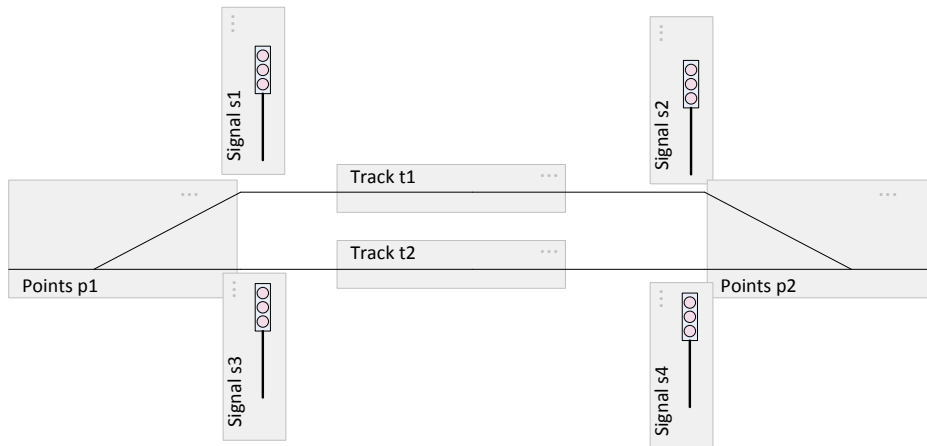 Signal s1
Signal s2
Track t1
Track t2
Points p1
Points p2
Signal s3
Signal s4